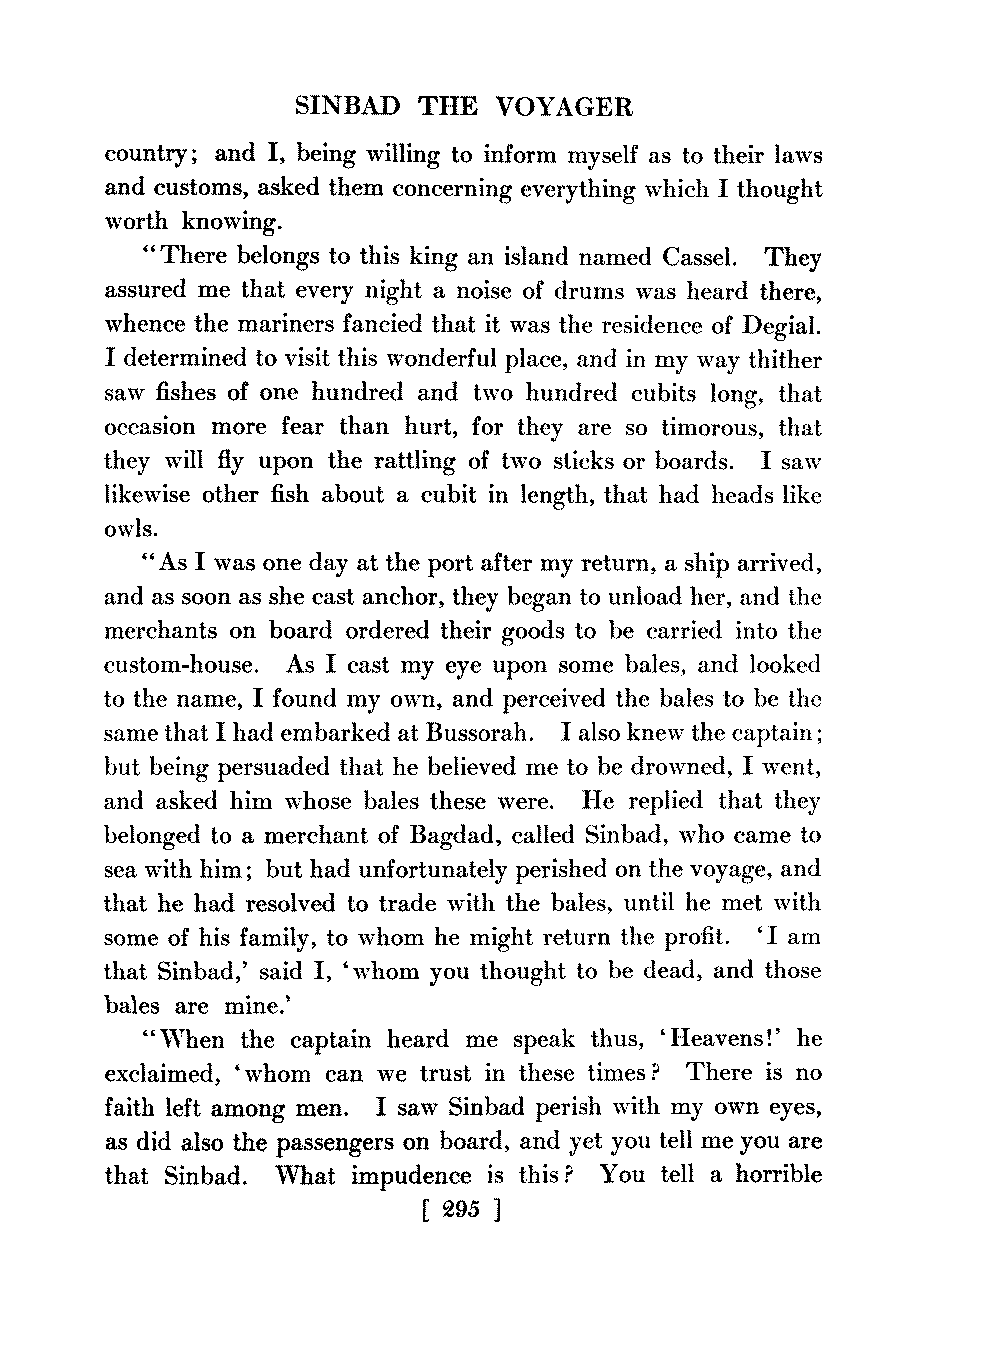 SINBAD THE VOYAGER
country; and I, being willing to inform myself as to their laws
and customs, asked them concerning everything which I thought
worth knowing.
“There belongs to this king an island named Cassel. They
assured me that every night a noise of drums was heard there,
whence the mariners fancied that it was the residence of Degial.
I determined to visit this wonderful place, and in my way thither
saw fishes of one hundred and two hundred cubits long, that
occasion more fear than hurt, for they are so timorous, that
they will fly upon the rattling of two sticks or boards. I saw
likewise other fish about a cubit in length, that had heads like
owls.
“As I was one day at the port after my return, a ship arrived,
and as soon as she cast anchor, they began to unload her, and the
merchants on board ordered their goods to be carried into the
custom-house. As I cast my eye upon some bales, and looked
to the name, I found my own, and perceived the bales to be the
same that I had embarked at Bussorah. I also knew the captain;
but being persuaded that he believed me to be drowned, I went,
and asked him whose bales these were. He replied that they
belonged to a merchant of Bagdad, called Sinbad, who came to
sea with him; but had unfortunately perished on the voyage, and
that he had resolved to trade with the bales, until he met with
some of his family, to whom he might return the profit. ‘I am
that Sinbad,’ said I, ‘whom you thought to be dead, and those
bales are mine.’
“When the captain heard me speak thus, ‘Heavens!’ he
exclaimed, ‘whom can we trust in these times? There is no
faith left among men. I saw Sinbad perish with my own eyes,
as did also the passengers on board, and yet you tell me you are
that Sinbad. What impudence is this? You tell a horrible
[ 295 ]